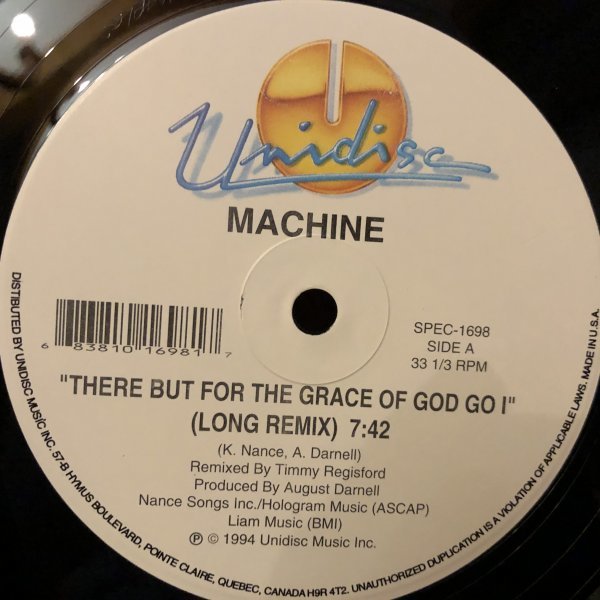 Unidisc
MACHINE
6 83810 16981 7
SPEC-1698
SIDE A
33 1/3 RPM
"THERE BUT FOR THE GRACE OF GOD GO I"
(LONG REMIX) 7:42
(K. Nance, A. Darnell)
Remixed By Timmy Regisford
Produced By August Darnell
Nance Songs Inc./Hologram Music (ASCAP)
Liam Music (BMI)
℗ © 1994 Unidisc Music Inc.
DISTRIBUTED BY UNIDISC MUSIC INC. 57-B HYMUS BOULEVARD, POINTE CLAIRE, QUEBEC, CANADA H9R 4T2. UNAUTHORIZED DUPLICATION IS A VIOLATION OF APPLICABLE LAWS. MADE IN U.S.A.